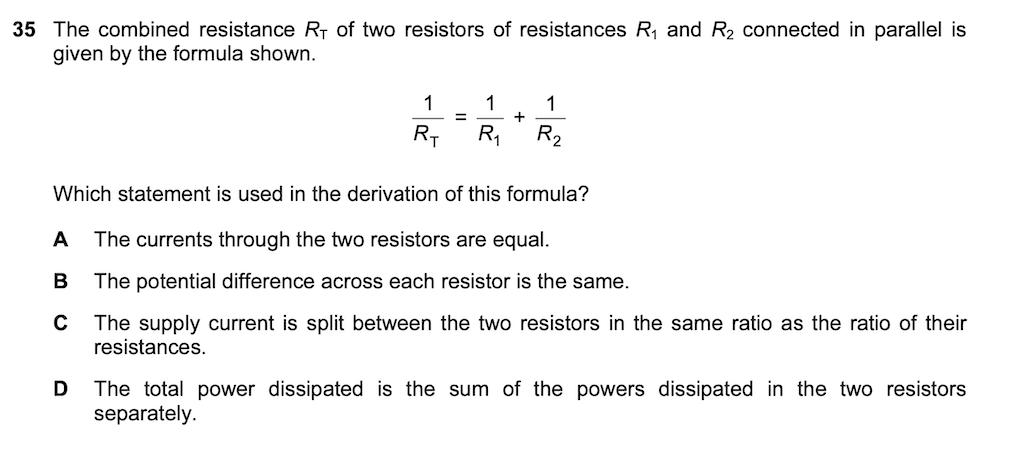 35 The combined resistance R_T of two resistors of resistances R_1 and R_2 connected in parallel is
given by the formula shown.
1/R_T = 1/R_1 + 1/R_2
Which statement is used in the derivation of this formula?
A The currents through the two resistors are equal.
B The potential difference across each resistor is the same.
C The supply current is split between the two resistors in the same ratio as the ratio of their
resistances.
D The total power dissipated is the sum of the powers dissipated in the two resistors
separately.